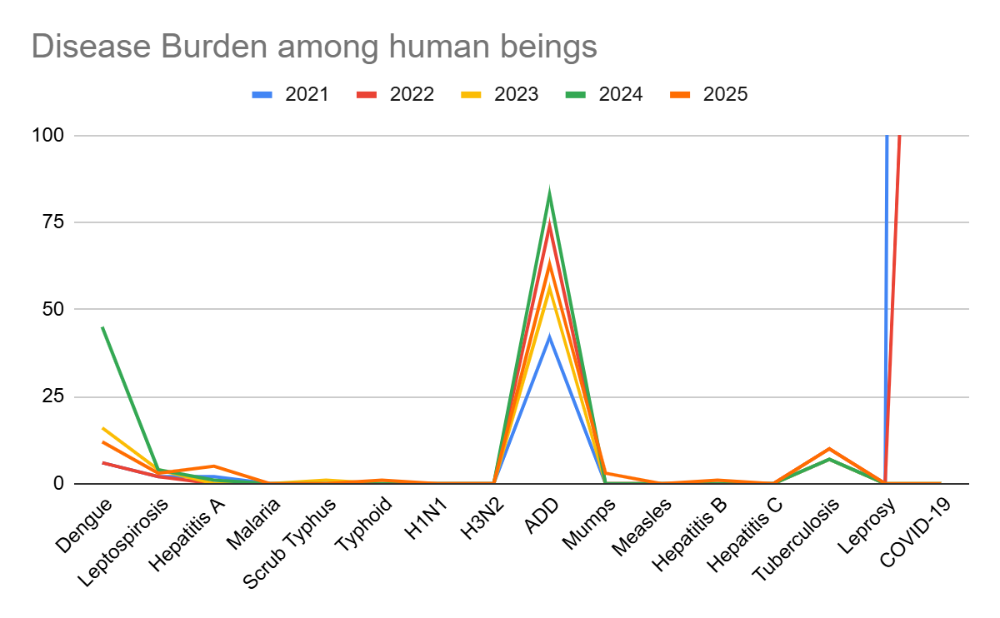 Disease Burden among human beings
2021 2022 2023 2024 2025
100
75
50
25
0
Dengue
Leptospirosis
Hepatitis A
Malaria
Scrub Typhus
Typhoid
H1N1
H3N2
ADD
Mumps
Measles
Hepatitis B
Hepatitis C
Tuberculosis
Leprosy
COVID-19